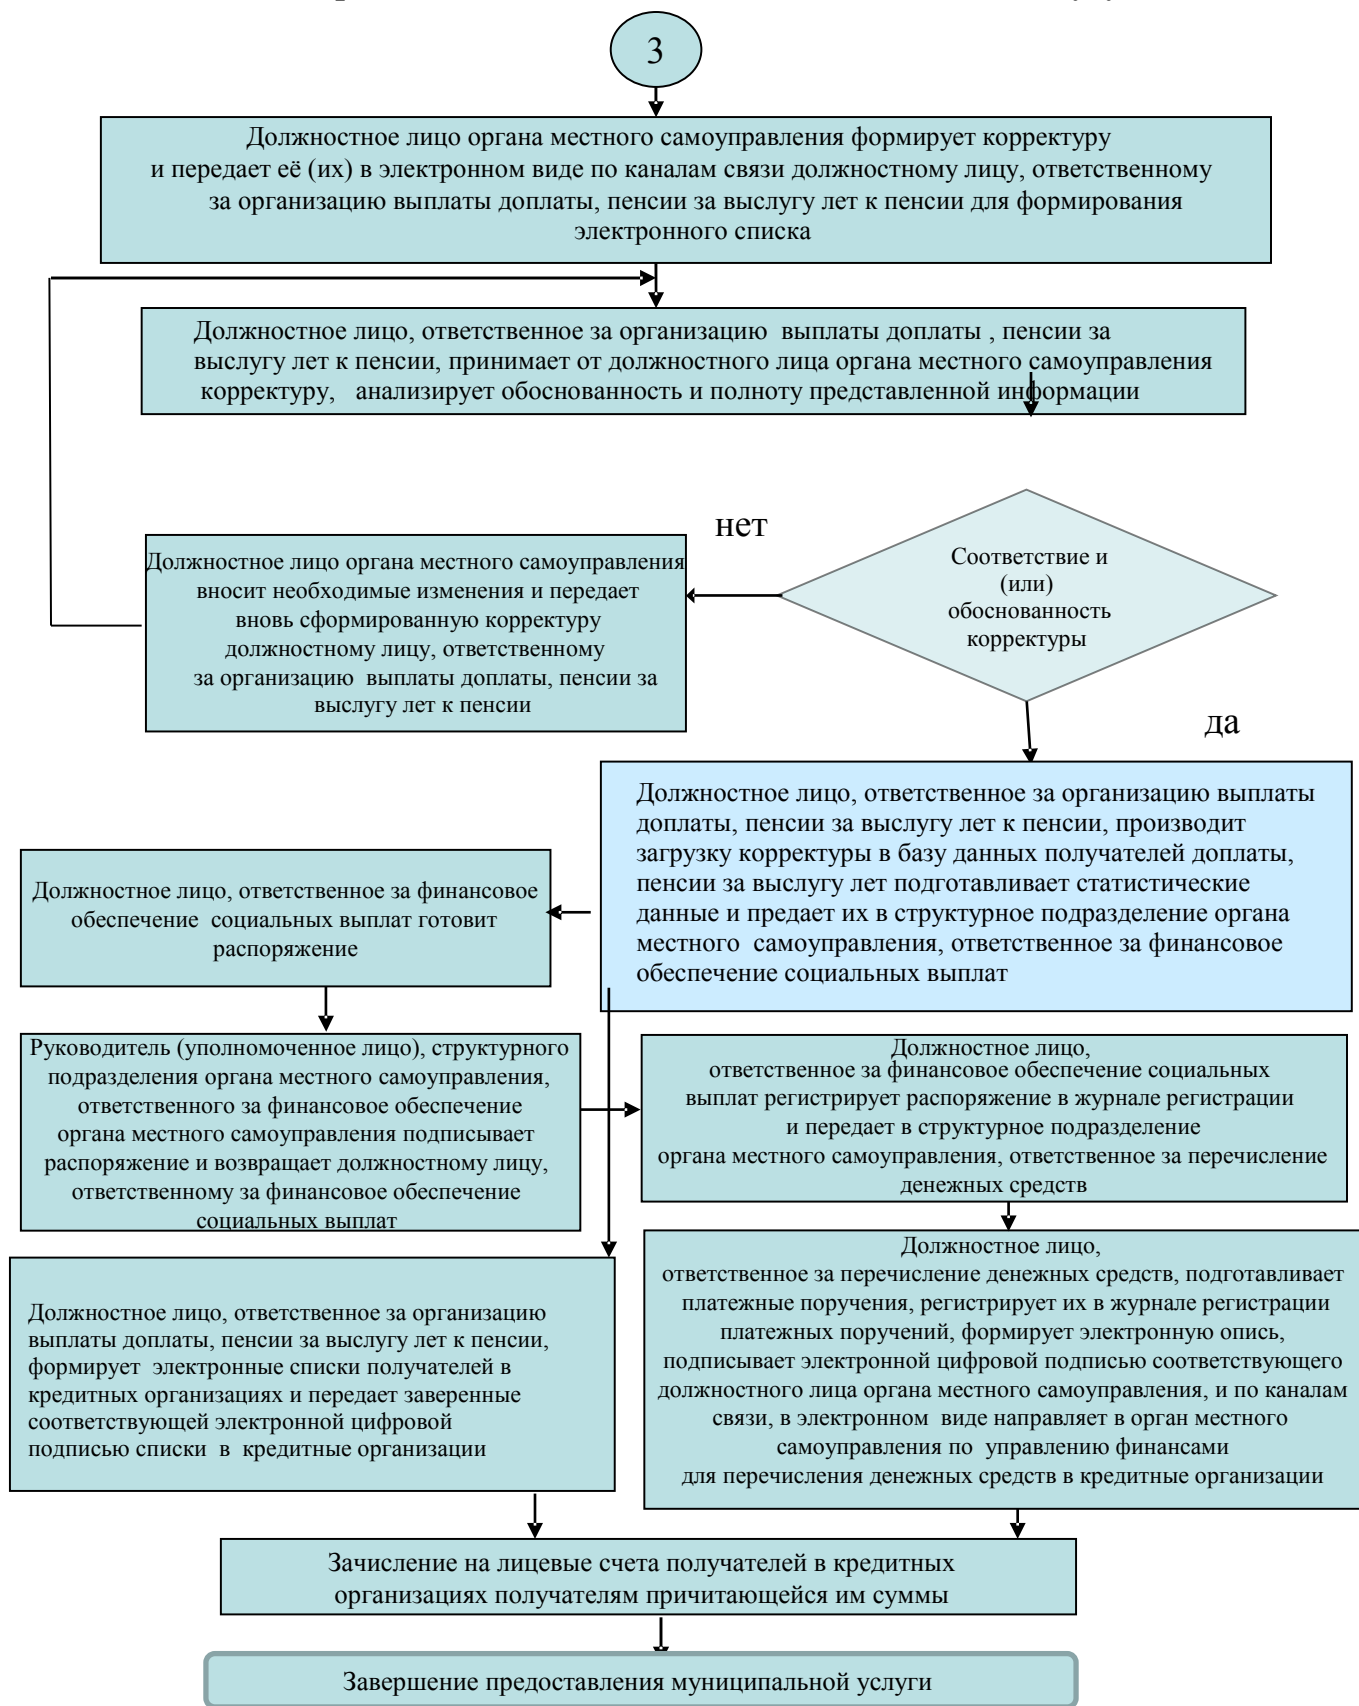 3
Должностное лицо органа местного самоуправления формирует корректуру
и передает её (их) в электронном виде по каналам связи должностному лицу, ответственному
за организацию выплаты доплаты, пенсии за выслугу лет к пенсии для формирования
электронного списка
Должностное лицо, ответственное за организацию выплаты доплаты , пенсии за
выслугу лет к пенсии, принимает от должностного лица органа местного самоуправления
корректуру, анализирует обоснованность и полноту представленной информации
нет
Должностное лицо органа местного самоуправления
вносит необходимые изменения и передает
вновь сформированную корректуру
должностному лицу, ответственному
за организацию выплаты доплаты, пенсии за
выслугу лет к пенсии
Соответствие и
(или)
обоснованность
корректуры
да
Должностное лицо, ответственное за организацию выплаты
доплаты, пенсии за выслугу лет к пенсии, производит
загрузку корректуры в базу данных получателей доплаты,
пенсии за выслугу лет подготавливает статистические
данные и предает их в структурное подразделение органа
местного самоуправления, ответственное за финансовое
обеспечение социальных выплат
Должностное лицо, ответственное за финансовое
обеспечение социальных выплат готовит
распоряжение
Руководитель (уполномоченное лицо), структурного
подразделения органа местного самоуправления,
ответственного за финансовое обеспечение
органа местного самоуправления подписывает
распоряжение и возвращает должностному лицу,
ответственному за финансовое обеспечение
социальных выплат
Должностное лицо,
ответственное за финансовое обеспечение социальных
выплат регистрирует распоряжение в журнале регистрации
и передает в структурное подразделение
органа местного самоуправления, ответственное за перечисление
денежных средств
Должностное лицо, ответственное за организацию
выплаты доплаты, пенсии за выслугу лет к пенсии,
формирует электронные списки получателей в
кредитных организациях и передает заверенные
соответствующей электронной цифровой
подписью списки в кредитные организации
Должностное лицо,
ответственное за перечисление денежных средств, подготавливает
платежные поручения, регистрирует их в журнале регистрации
платежных поручений, формирует электронную опись,
подписывает электронной цифровой подписью соответствующего
должностного лица органа местного самоуправления, и по каналам
связи, в электронном виде направляет в орган местного
самоуправления по управлению финансами
для перечисления денежных средств в кредитные организации
Зачисление на лицевые счета получателей в кредитных
организациях получателям причитающейся им суммы
Завершение предоставления муниципальной услуги